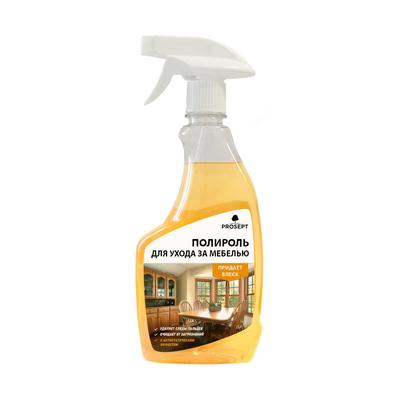 PROSEPT
ПОЛИРОЛЬ
ДЛЯ УХОДА ЗА МЕБЕЛЬЮ
ПРИДАЕТ
БЛЕСК
УДАЛЯЕТ СЛЕДЫ ПАЛЬЦЕВ
ОЧИЩАЕТ ОТ ЗАГРЯЗНЕНИЙ
С АНТИСТАТИЧЕСКИМ
ЭФФЕКТОМ